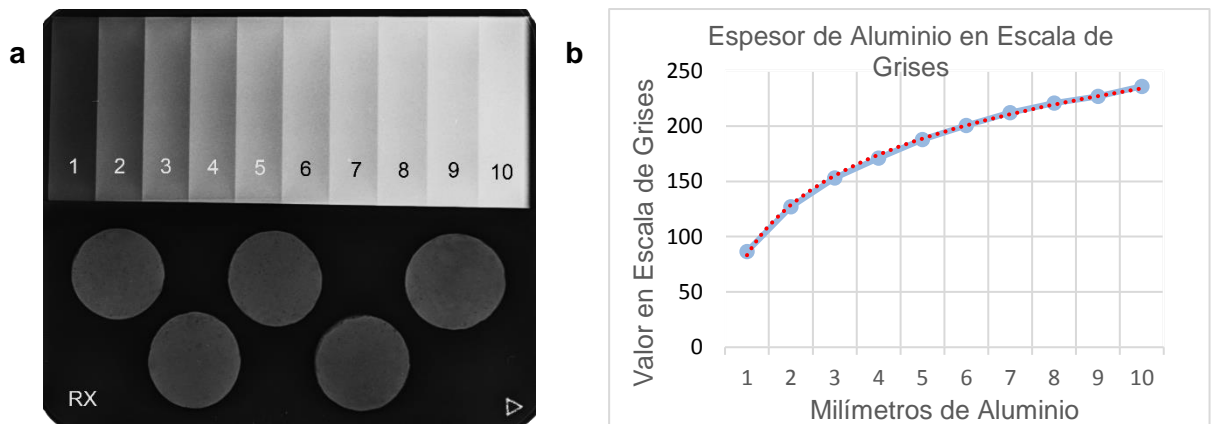 a
1 2 3 4 5 6 7 8 9 10
RX
b
Espesor de Aluminio en Escala de
Grises
Valor en Escala de Grises
250
200
150
100
50
0
1 2 3 4 5 6 7 8 9 10
Milímetros de Aluminio